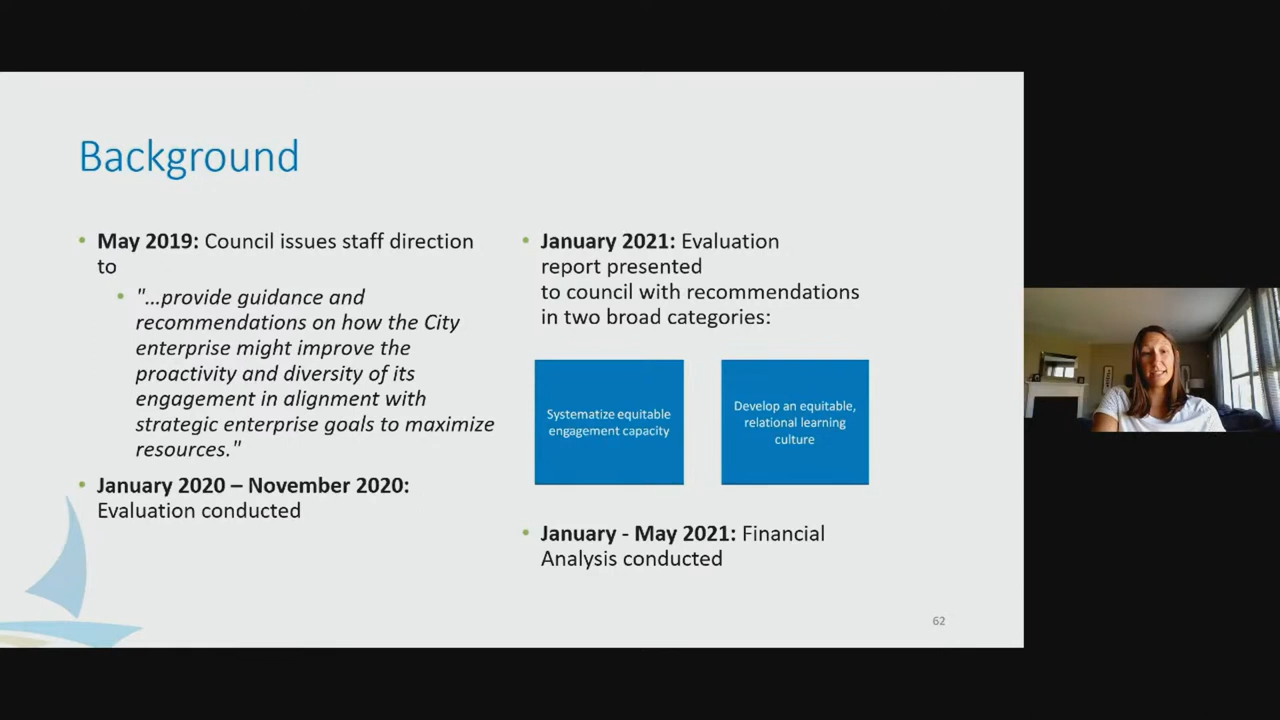 Background
• May 2019: Council issues staff direction
to
• "...provide guidance and
recommendations on how the City
enterprise might improve the
proactivity and diversity of its
engagement in alignment with
strategic enterprise goals to maximize
resources."
• January 2020 – November 2020:
Evaluation conducted
• January 2021: Evaluation
report presented
to council with recommendations
in two broad categories:
Systematize equitable
engagement capacity
Develop an equitable,
relational learning
culture
• January - May 2021: Financial
Analysis conducted
62